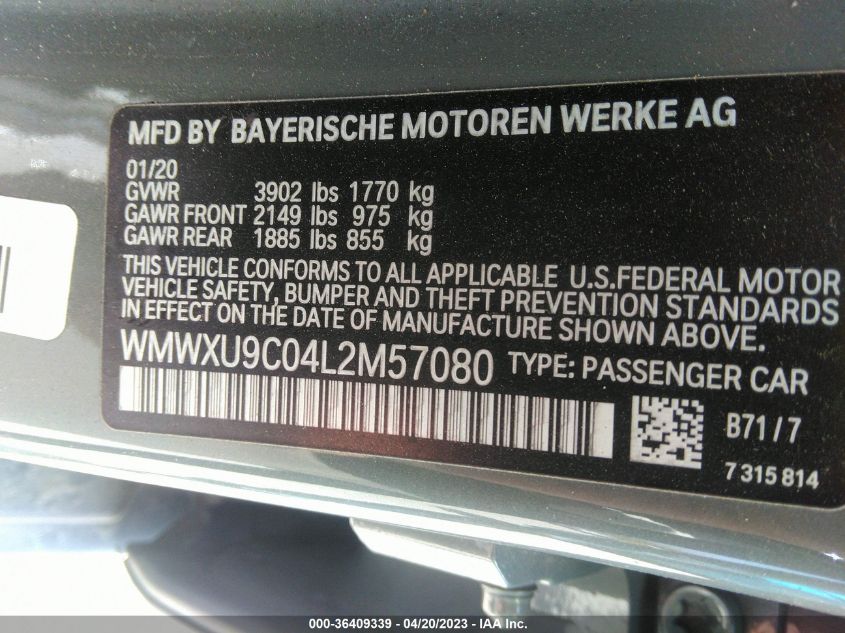 MFD BY BAYERISCHE MOTOREN WERKE AG
01/20
GVWR 3902 lbs 1770 kg
GAWR FRONT 2149 lbs 975 kg
GAWR REAR 1885 lbs 855 kg
THIS VEHICLE CONFORMS TO ALL APPLICABLE U.S.FEDERAL MOTOR
VEHICLE SAFETY, BUMPER AND THEFT PREVENTION STANDARDS
IN EFFECT ON THE DATE OF MANUFACTURE SHOWN ABOVE.
WMWXU9C04L2M57080 TYPE: PASSENGER CAR
B71/7
7 315 814
000-36409339 - 04/20/2023 - IAA Inc.